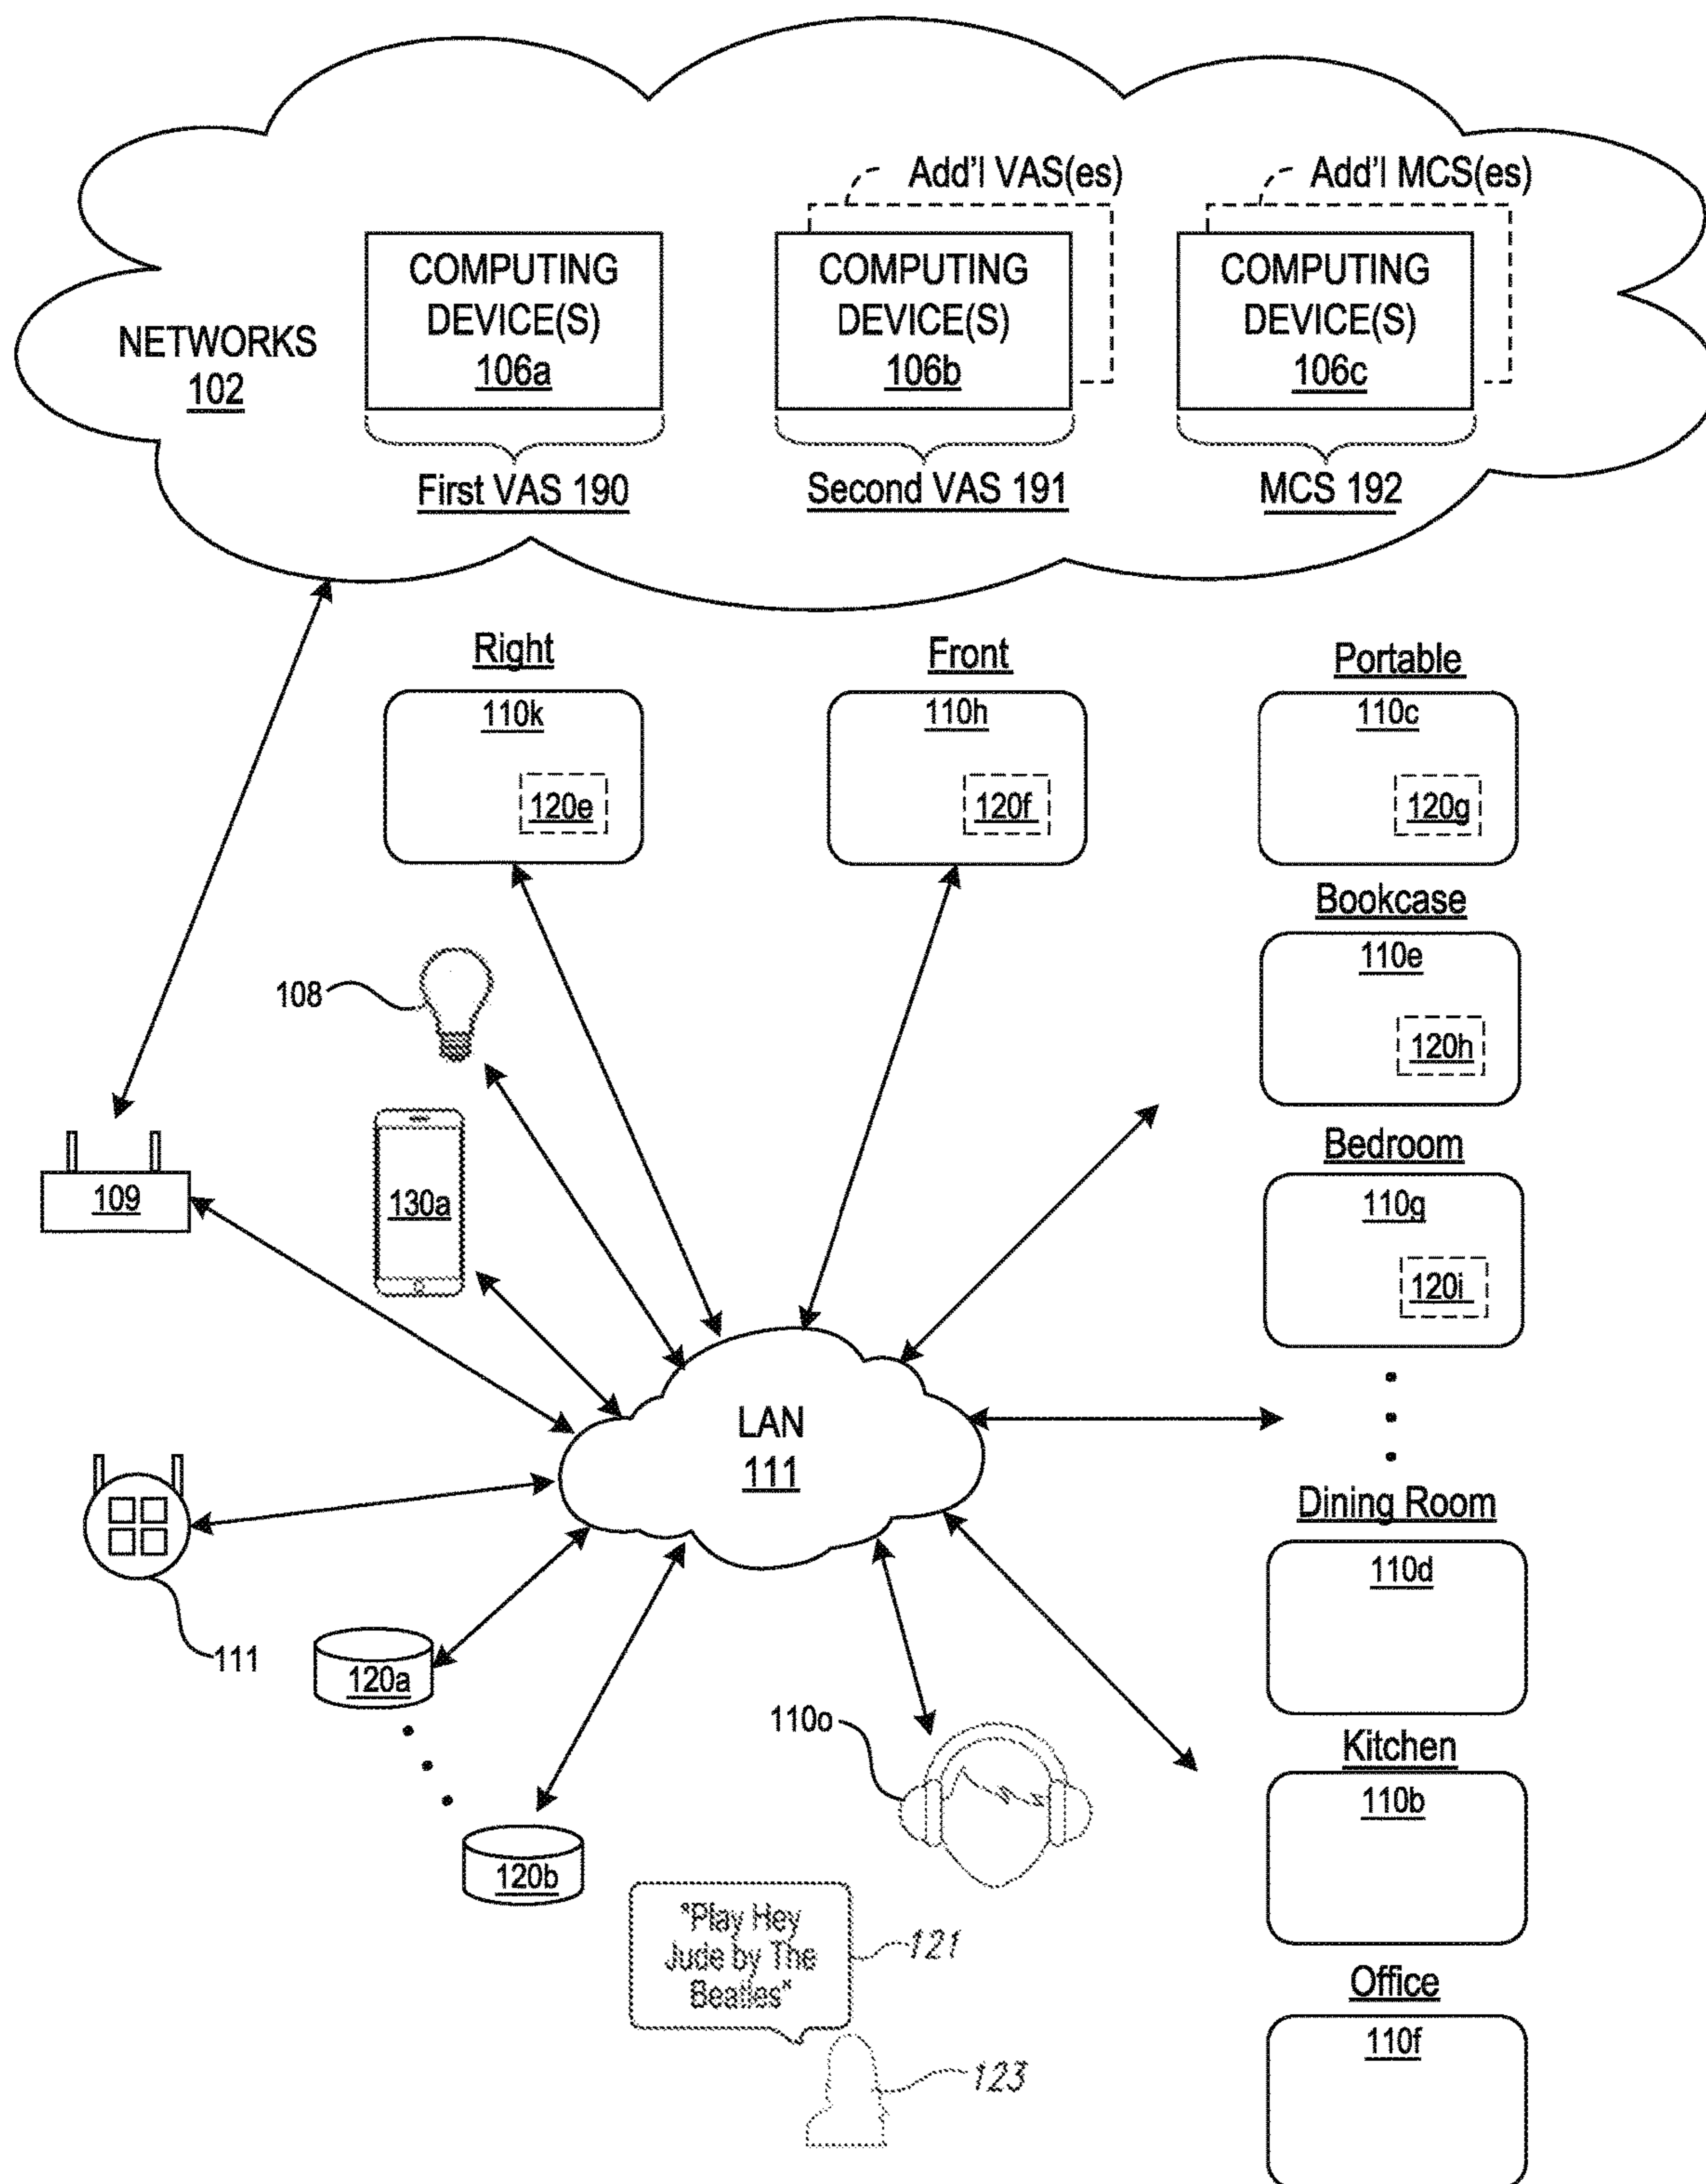 Add'l VAS(es)
Add'l MCS(es)
COMPUTING
DEVICE(S)
106a
COMPUTING
DEVICE(S)
106b
COMPUTING
DEVICE(S)
106c
NETWORKS
102
First VAS 190
Second VAS 191
MCS 192
Right
110k
120e
Front
110h
120f
Portable
110c
120g
Bookcase
110e
120h
108
Bedroom
110g
120i
109
130a
LAN
111
Dining Room
110d
111
120a
110o
Kitchen
110b
120b
"Play Hey
Jude by The
Beatles"
121
Office
110f
123